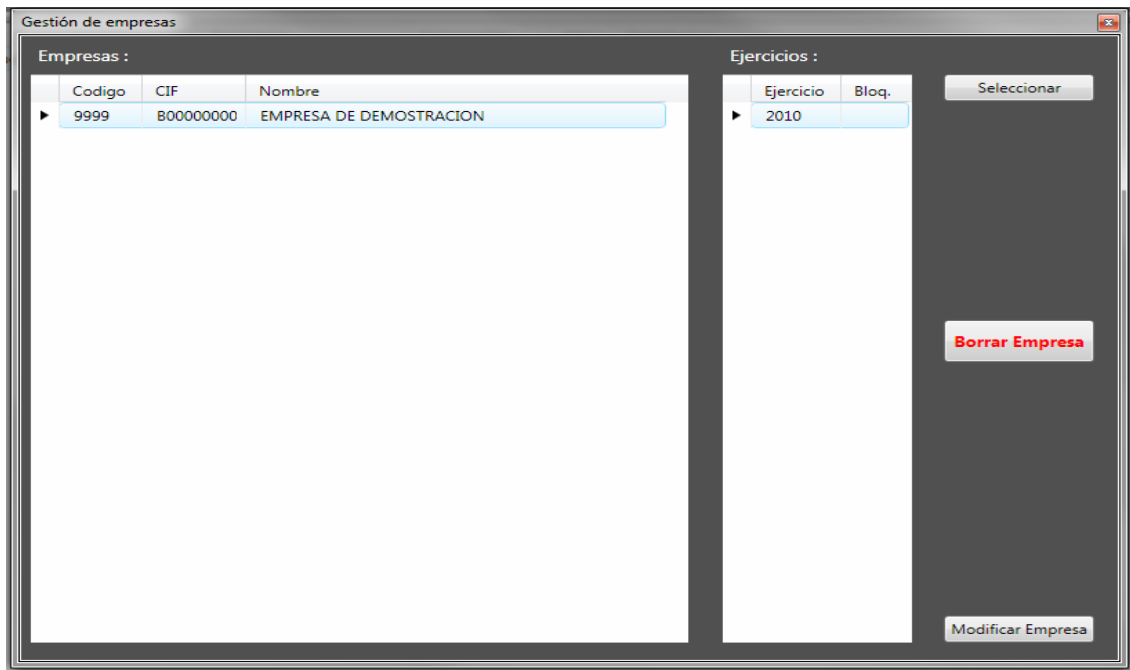 Gestión de empresas
Empresas :
Ejercicios :
Codigo CIF Nombre
Ejercicio Bloq.
Seleccionar
9999 B00000000 EMPRESA DE DEMOSTRACION
2010
Borrar Empresa
Modificar Empresa